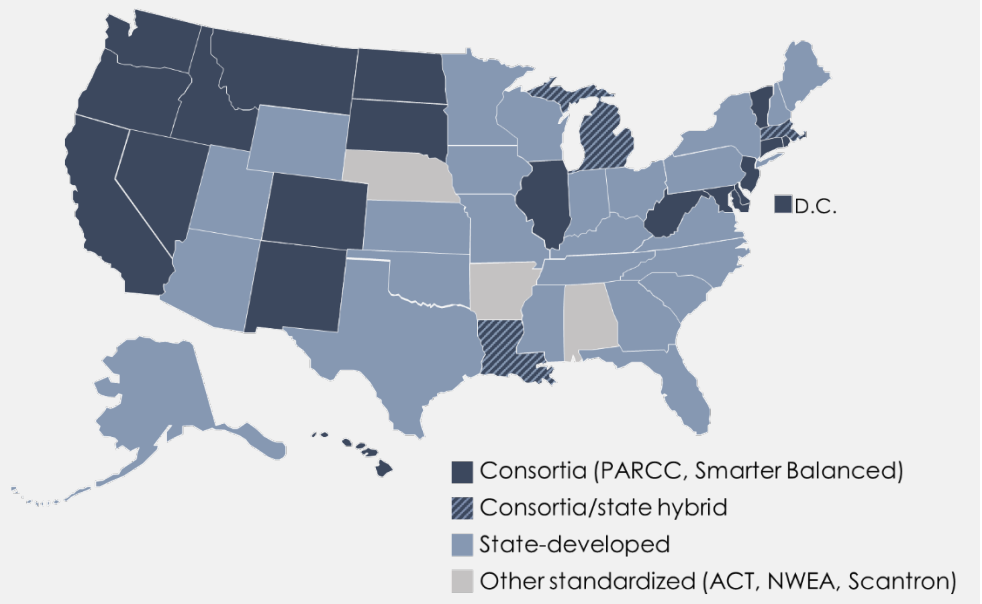 D.C.
Consortia (PARCC, Smarter Balanced)
Consortia/state hybrid
State-developed
Other standardized (ACT, NWEA, Scantron)